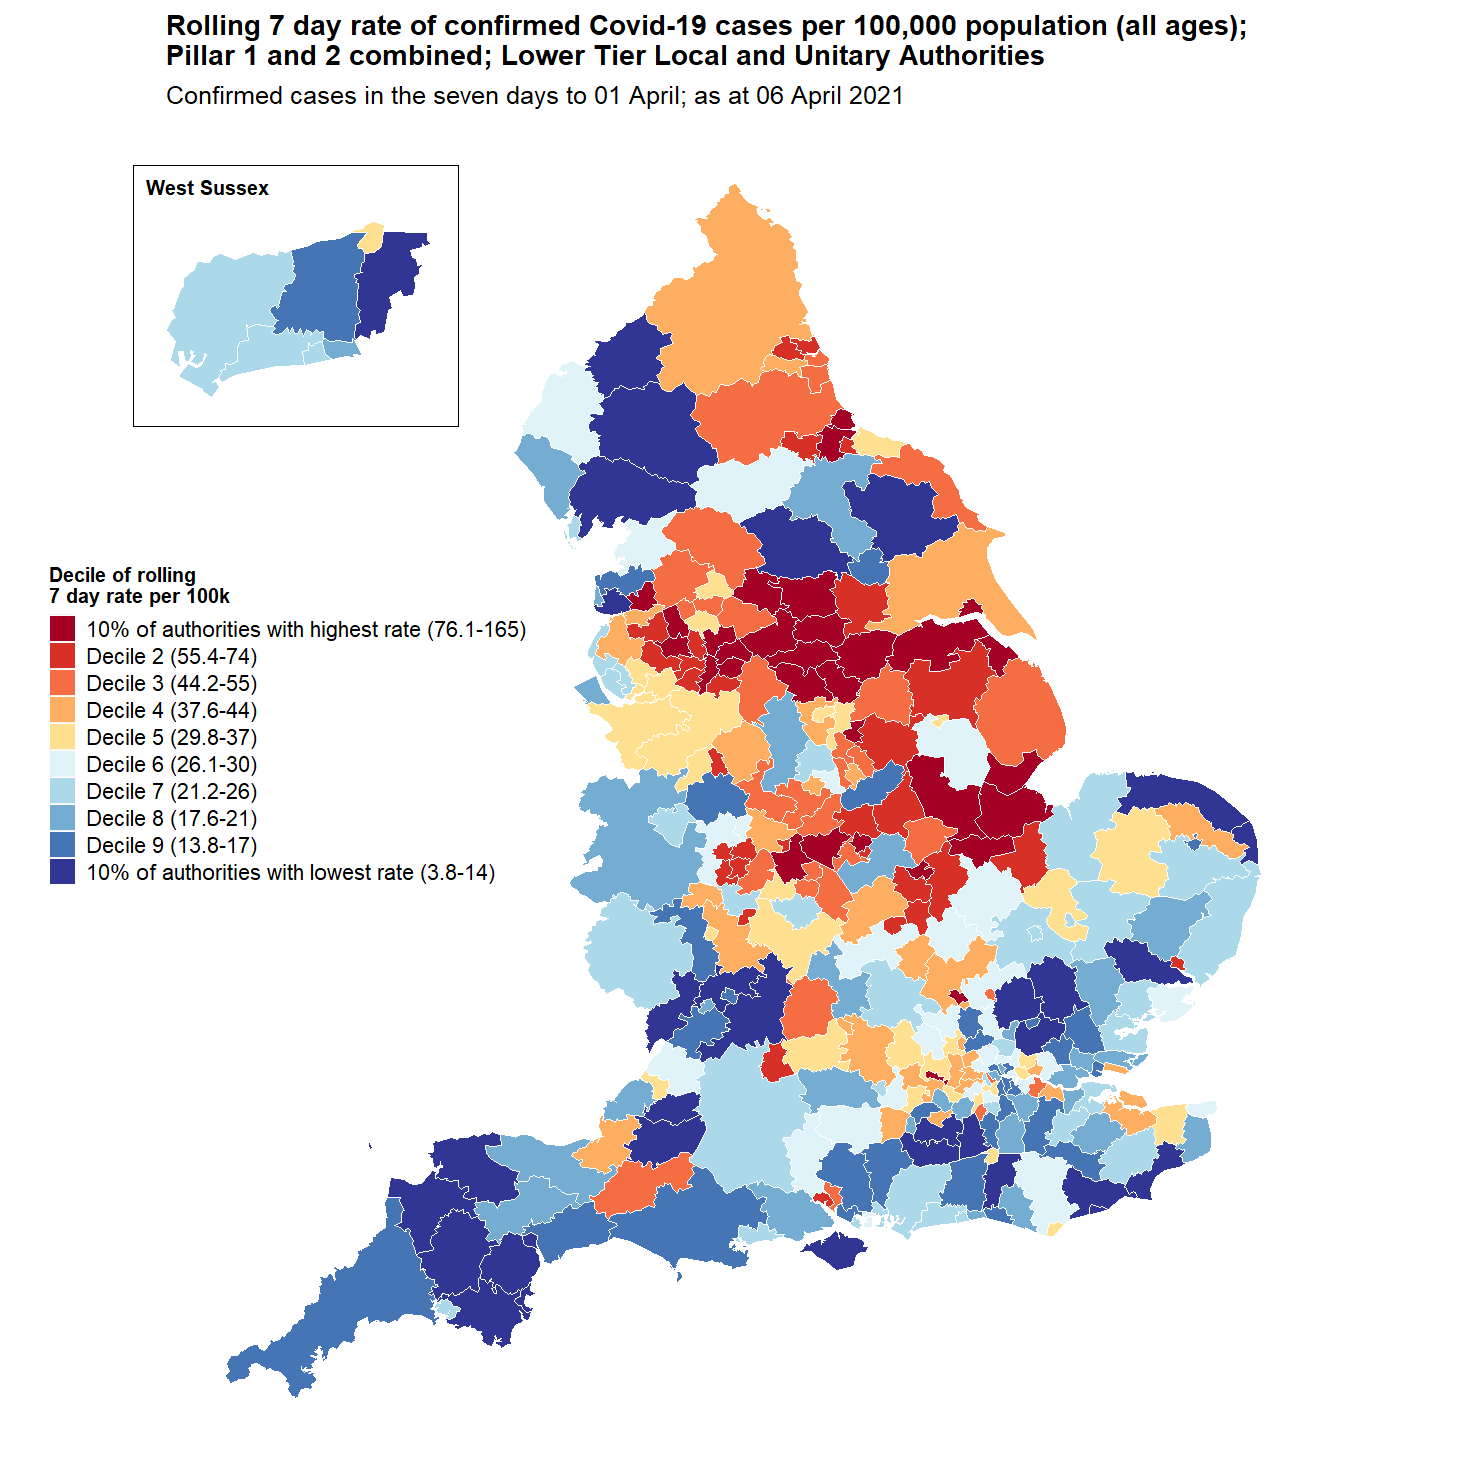 Rolling 7 day rate of confirmed Covid-19 cases per 100,000 population (all ages);
Pillar 1 and 2 combined; Lower Tier Local and Unitary Authorities
Confirmed cases in the seven days to 01 April; as at 06 April 2021
West Sussex
Decile of rolling
7 day rate per 100k
10% of authorities with highest rate (76.1-165)
Decile 2 (55.4-74)
Decile 3 (44.2-55)
Decile 4 (37.6-44)
Decile 5 (29.8-37)
Decile 6 (26.1-30)
Decile 7 (21.2-26)
Decile 8 (17.6-21)
Decile 9 (13.8-17)
10% of authorities with lowest rate (3.8-14)